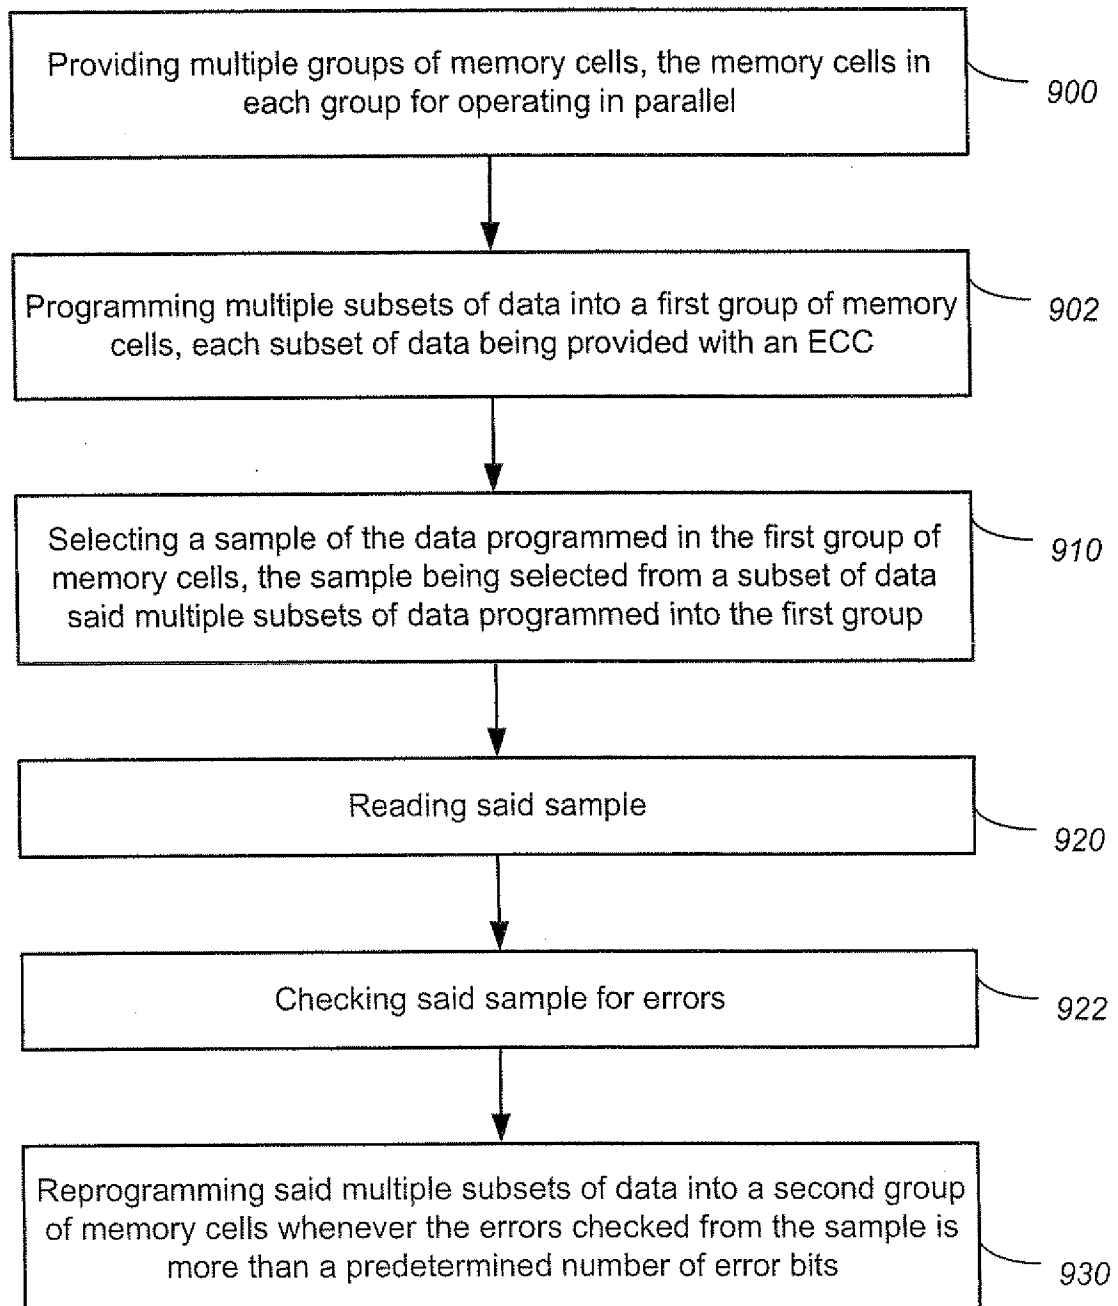 Providing multiple groups of memory cells, the memory cells in
each group for operating in parallel
900
Programming multiple subsets of data into a first group of memory
cells, each subset of data being provided with an ECC
902
Selecting a sample of the data programmed in the first group of
memory cells, the sample being selected from a subset of data
said multiple subsets of data programmed into the first group
910
Reading said sample
920
Checking said sample for errors
922
Reprogramming said multiple subsets of data into a second group
of memory cells whenever the errors checked from the sample is
more than a predetermined number of error bits
930